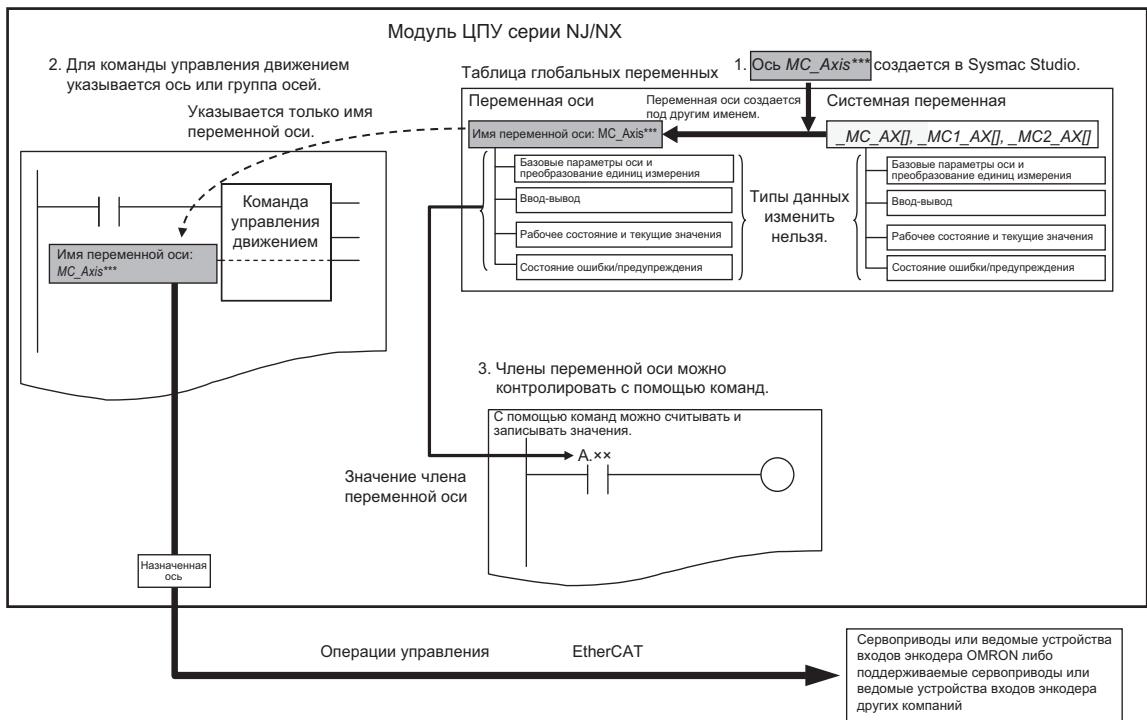 Модуль ЦПУ серии NJ/NX
2. Для команды управления движением
указывается ось или группа осей.
Указывается только имя
переменной оси.
Команда
управления
движением
Имя переменной оси:
MC_Axis***
1. Ось MC_Axis*** создается в Sysmac Studio.
Таблица глобальных переменных
Переменная оси
Переменная оси создается
под другим именем.
Системная переменная
Имя переменной оси: MC_Axis***
_MC_AX[], _MC1_AX[], _MC2_AX[]
Базовые параметры оси и
преобразование единиц измерения
Ввод-вывод
Рабочее состояние и текущие значения
Состояние ошибки/предупреждения
Типы данных
изменить
нельзя.
Базовые параметры оси и
преобразование единиц измерения
Ввод-вывод
Рабочее состояние и текущие значения
Состояние ошибки/предупреждения
3. Члены переменной оси можно
контролировать с помощью команд.
С помощью команд можно считывать и
записывать значения.
A.××
Значение члена
переменной оси
Назначенная
ось
Операции управления
EtherCAT
Сервоприводы или ведомые устройства
входов энкодера OMRON либо
поддерживаемые сервоприводы или
ведомые устройства входов энкодера
других компаний